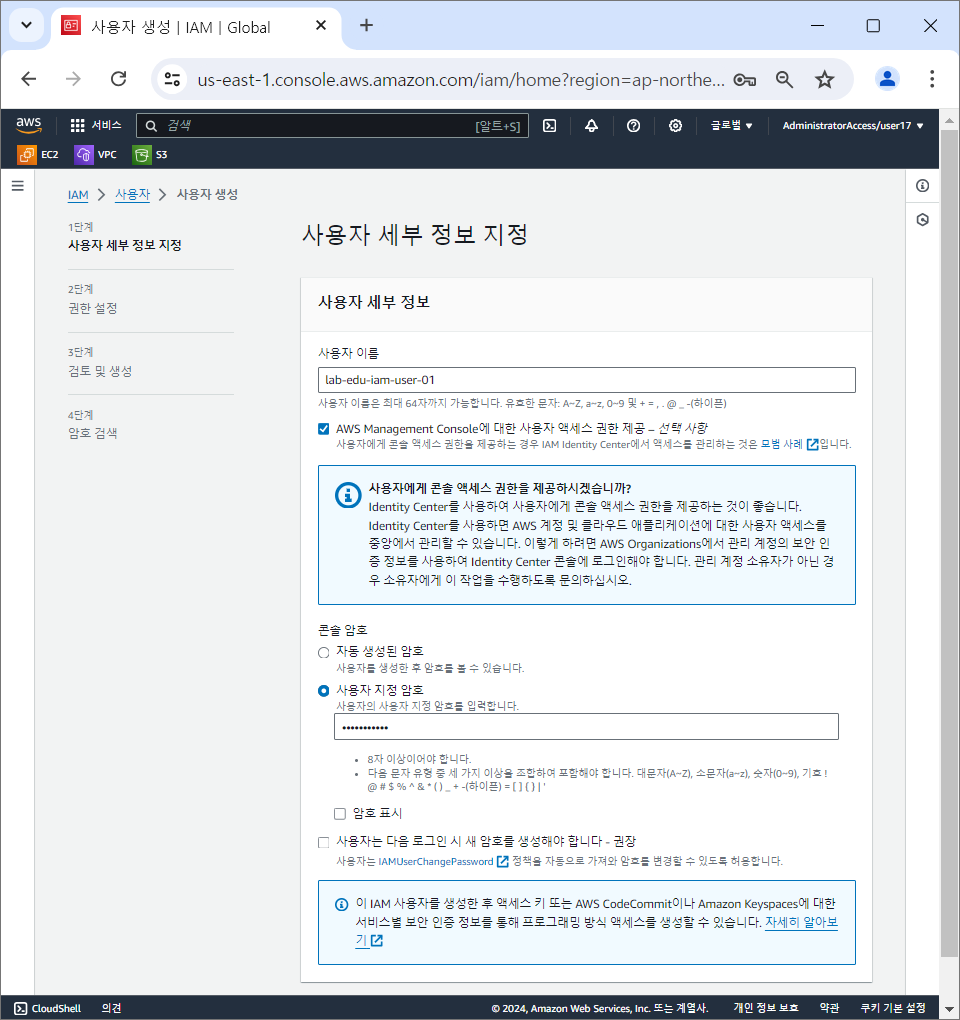 사용자 생성 | IAM | Global
us-east-1.console.aws.amazon.com/iam/home?region=ap-northe...
aws
서비스
검색
[알트+S]
글로벌
AdministratorAccess/user17
EC2
VPC
S3
IAM > 사용자 > 사용자 생성
1단계
사용자 세부 정보 지정
2단계
권한 설정
3단계
검토 및 생성
4단계
암호 검색
사용자 세부 정보 지정
사용자 세부 정보
사용자 이름
lab-edu-iam-user-01
사용자 이름은 최대 64자까지 가능합니다. 유효한 문자: A~Z, a~z, 0~9 및 + = , . @ _ -(하이픈)
AWS Management Console에 대한 사용자 액세스 권한 제공 – 선택 사항
사용자에게 콘솔 액세스 권한을 제공하는 경우 IAM Identity Center에서 액세스를 관리하는 것은 모범 사례입니다.
사용자에게 콘솔 액세스 권한을 제공하시겠습니까?
Identity Center를 사용하여 사용자에게 콘솔 액세스 권한을 제공하는 것이 좋습니다.
Identity Center를 사용하면 AWS 계정 및 클라우드 애플리케이션에 대한 사용자 액세스를
중앙에서 관리할 수 있습니다. 이렇게 하려면 AWS Organizations에서 관리 계정의 보안 인
증 정보를 사용하여 Identity Center 콘솔에 로그인해야 합니다. 관리 계정 소유자가 아닌 경
우 소유자에게 이 작업을 수행하도록 문의하십시오.
콘솔 암호
자동 생성된 암호
사용자를 생성한 후 암호를 볼 수 있습니다.
사용자 지정 암호
사용자의 사용자 지정 암호를 입력합니다.
•••••••••••
• 8자 이상이어야 합니다.
• 다음 문자 유형 중 세 가지 이상을 조합하여 포함해야 합니다. 대문자(A~Z), 소문자(a~z), 숫자(0~9), 기호 !
@ # $ % ^ & * ( ) _ + -(하이픈) = [ ] { } | '
암호 표시
사용자는 다음 로그인 시 새 암호를 생성해야 합니다 - 권장
사용자는 IAMUserChangePassword 정책을 자동으로 가져와 암호를 변경할 수 있도록 허용합니다.
이 IAM 사용자를 생성한 후 액세스 키 또는 AWS CodeCommit이나 Amazon Keyspaces에 대한
서비스별 보안 인증 정보를 통해 프로그래밍 방식 액세스를 생성할 수 있습니다. 자세히 알아보
기
CloudShell
의견
© 2024, Amazon Web Services, Inc. 또는 계열사.
개인 정보 보호
약관
쿠키 기본 설정